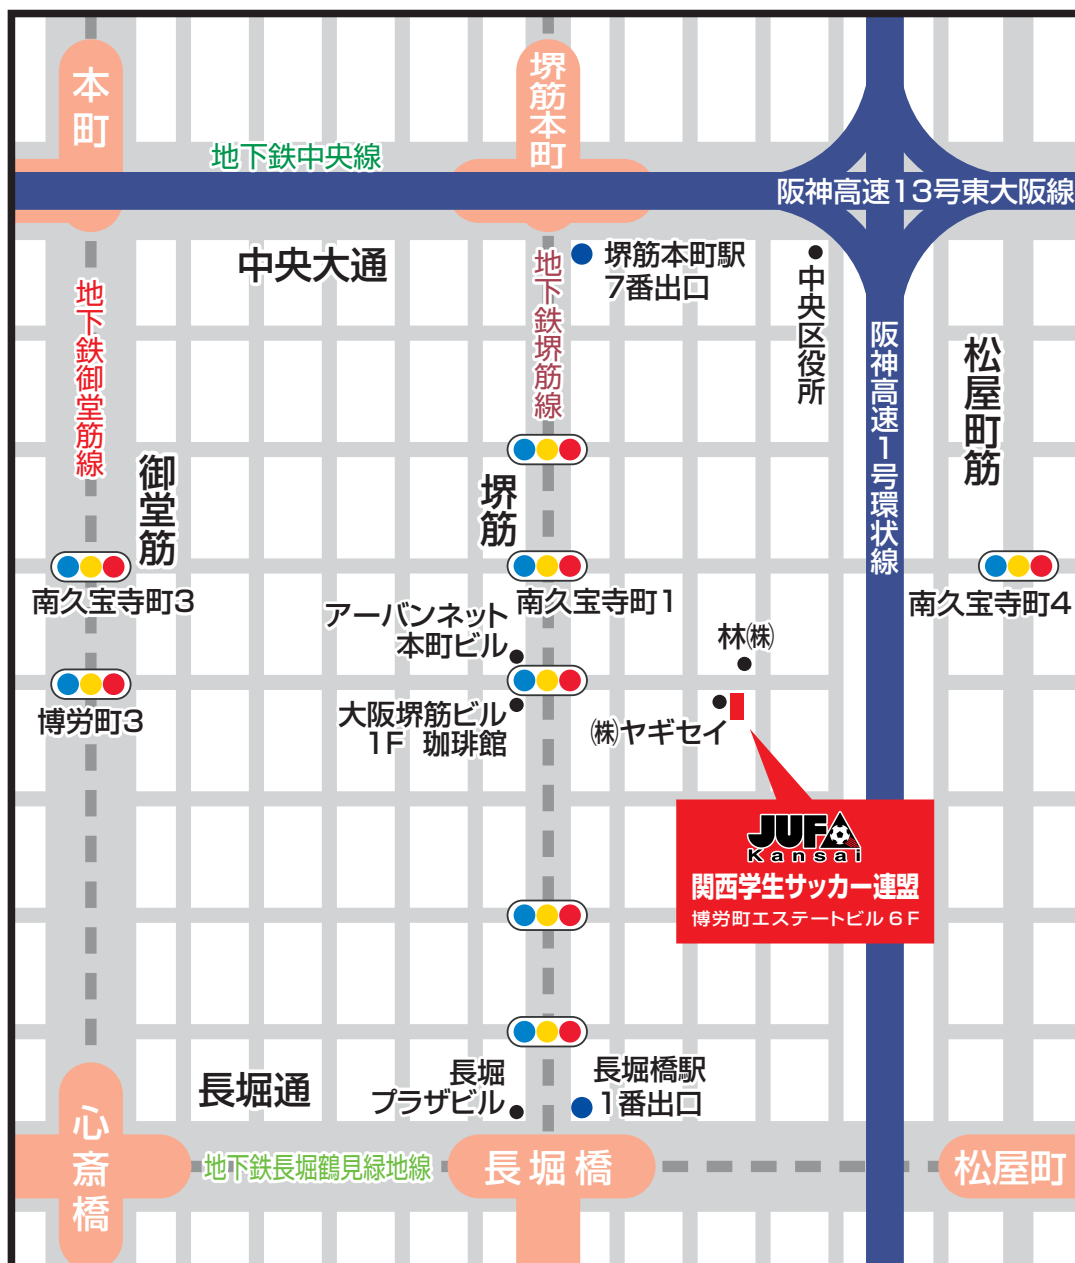 本町
堺筋本町
地下鉄中央線
阪神高速13号東大阪線
中央大通
地下鉄堺筋線
堺筋本町駅
7番出口
中央区役所
地下鉄御堂筋線
阪神高速1号環状線
松屋町筋
御堂筋
堺筋
南久宝寺町3
南久宝寺町1
南久宝寺町4
アーバンネット
本町ビル
林㈱
博労町3
大阪堺筋ビル
1F 珈琲館
㈱ヤギセイ
JUFA
Kansai
関西学生サッカー連盟
博労町エステートビル 6F
長堀通
長堀
プラザビル
長堀橋駅
1番出口
心斎橋
地下鉄長堀鶴見緑地線
長堀橋
松屋町